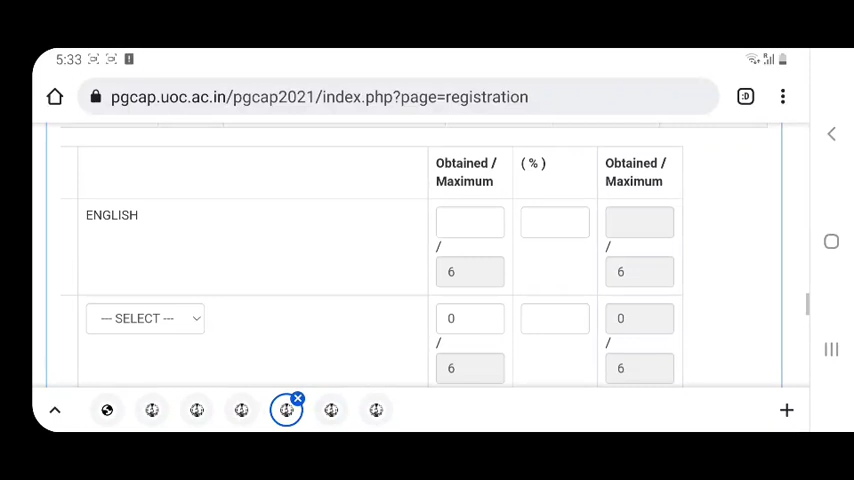 5:33
pgcap.uoc.ac.in/pgcap2021/index.php?page=registration
:D
Obtained / Maximum
( % )
Obtained / Maximum
ENGLISH
/
/
6
6
--- SELECT ---
0
0
/
/
6
6